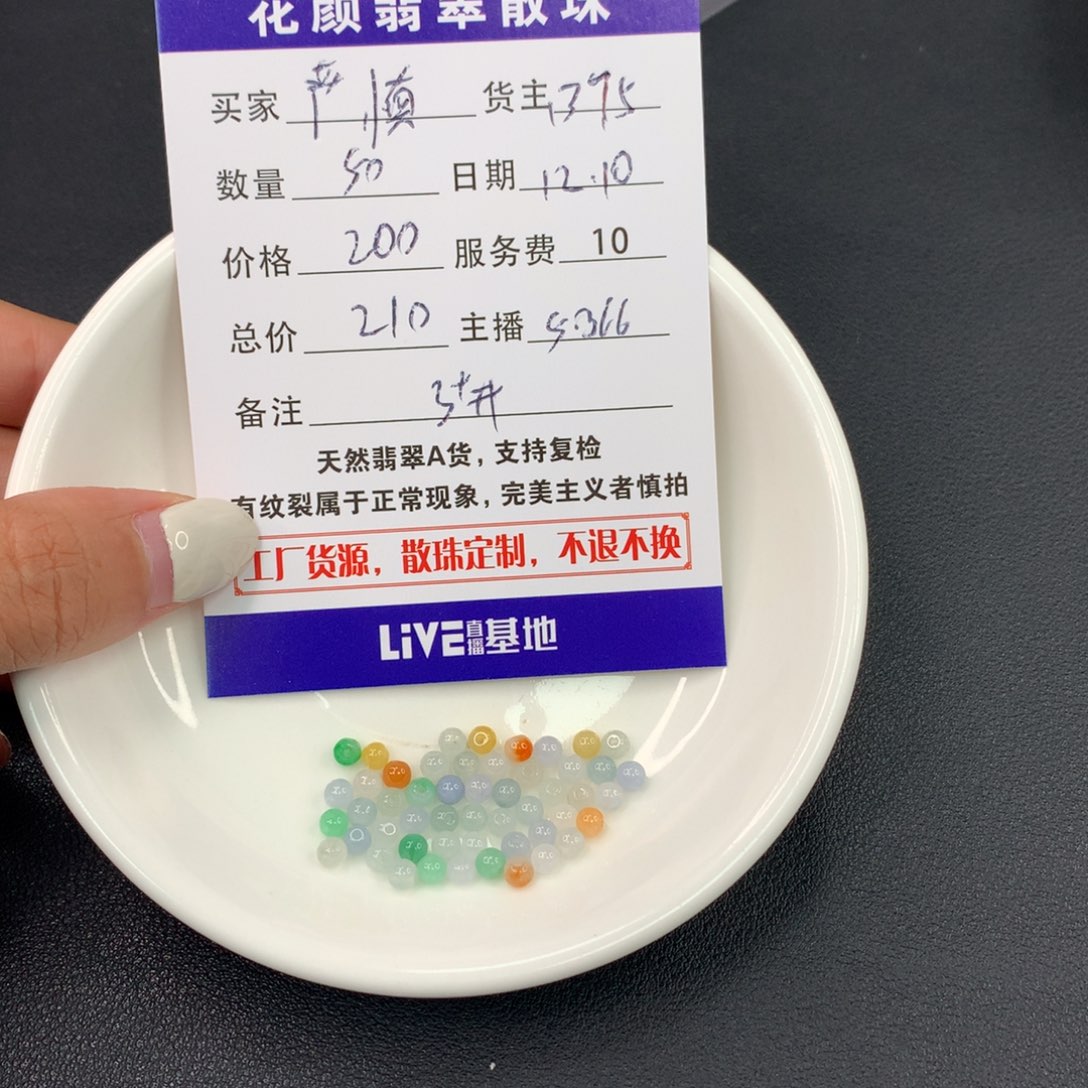 花颜翡翠散珠
买家 严慎 货主 1375
数量 50 日期 12.10
价格 200 服务费 10
总价 210 主播 5366
备注 3+#
天然翡翠A货，支持复检
有纹裂属于正常现象，完美主义者慎拍
工厂货源，散珠定制，不退不换
LiVE直播基地